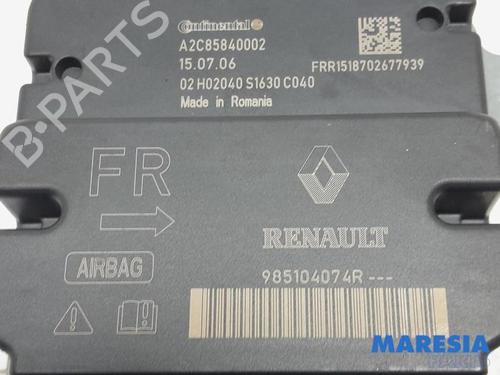 Continental
A2C85840002
15.07.06
FRR1518702677939
02 H02040 S1630 C040
Made in Romania
FR
RENAULT
AIRBAG
985104074R ---
B-Parts
MARESIA